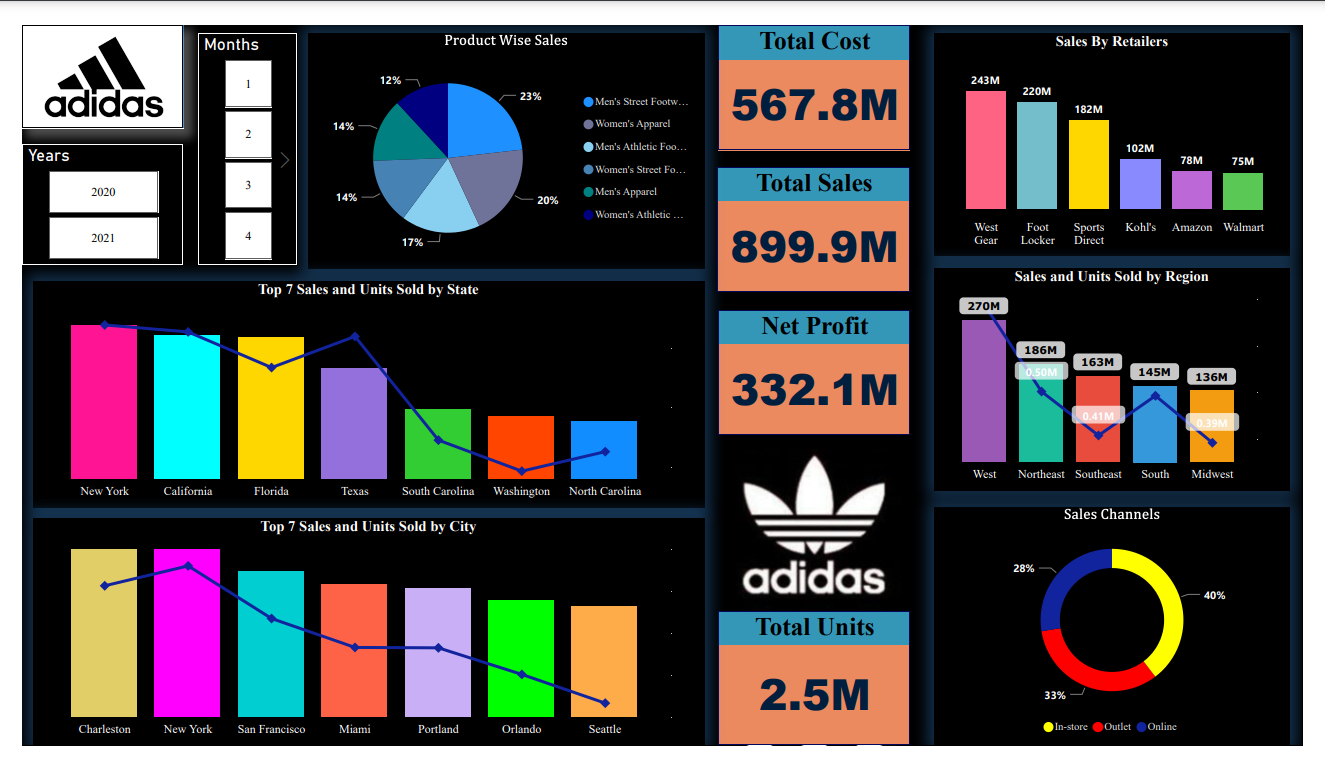 adidas
Years
2020
2021
Months
1
2
3
4
Product Wise Sales
12%
23%
14%
14%
20%
17%
Men's Street Footw…
Women's Apparel
Men's Athletic Foo…
Women's Street Fo…
Men's Apparel
Women's Athletic …
Total Cost
567.8M
Total Sales
899.9M
Net Profit
332.1M
adidas
Total Units
2.5M
Sales By Retailers
243M
220M
182M
102M
78M
75M
West Gear
Foot Locker
Sports Direct
Kohl's
Amazon
Walmart
Top 7 Sales and Units Sold by State
New York
California
Florida
Texas
South Carolina
Washington
North Carolina
Sales and Units Sold by Region
270M
186M
0.50M
163M
0.41M
145M
136M
0.39M
West
Northeast
Southeast
South
Midwest
Top 7 Sales and Units Sold by City
Charleston
New York
San Francisco
Miami
Portland
Orlando
Seattle
Sales Channels
28%
40%
33%
In-store
Outlet
Online